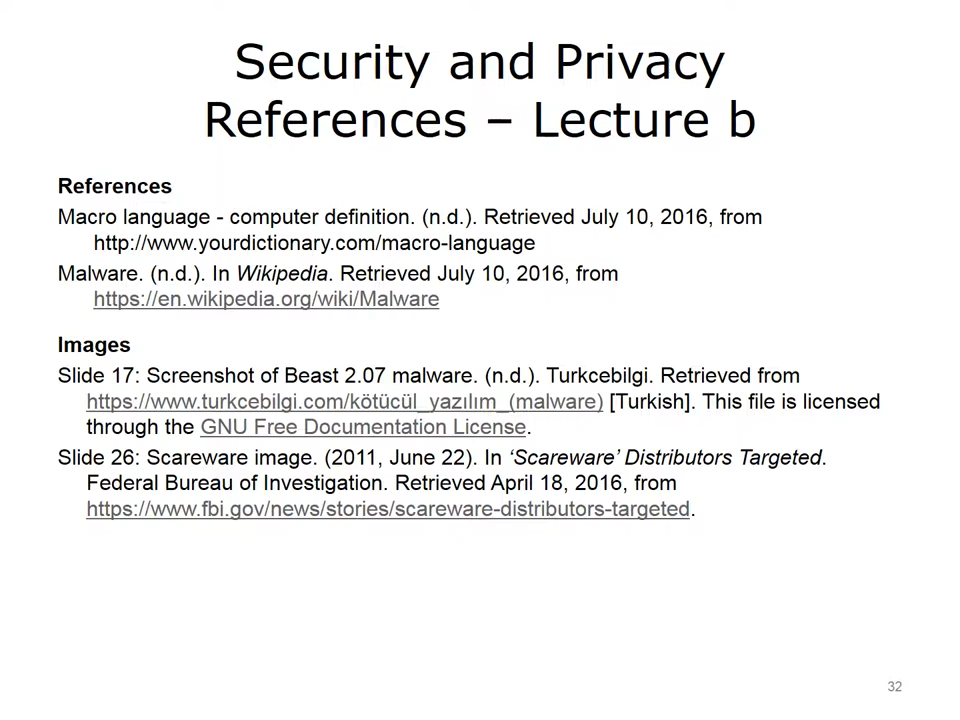 Security and Privacy
References – Lecture b
References
Macro language - computer definition. (n.d.). Retrieved July 10, 2016, from
http://www.yourdictionary.com/macro-language
Malware. (n.d.). In Wikipedia. Retrieved July 10, 2016, from
https://en.wikipedia.org/wiki/Malware
Images
Slide 17: Screenshot of Beast 2.07 malware. (n.d.). Turkcebilgi. Retrieved from
https://www.turkcebilgi.com/kötücül_yazılım_(malware) [Turkish]. This file is licensed
through the GNU Free Documentation License.
Slide 26: Scareware image. (2011, June 22). In ‘Scareware’ Distributors Targeted.
Federal Bureau of Investigation. Retrieved April 18, 2016, from
https://www.fbi.gov/news/stories/scareware-distributors-targeted.
32